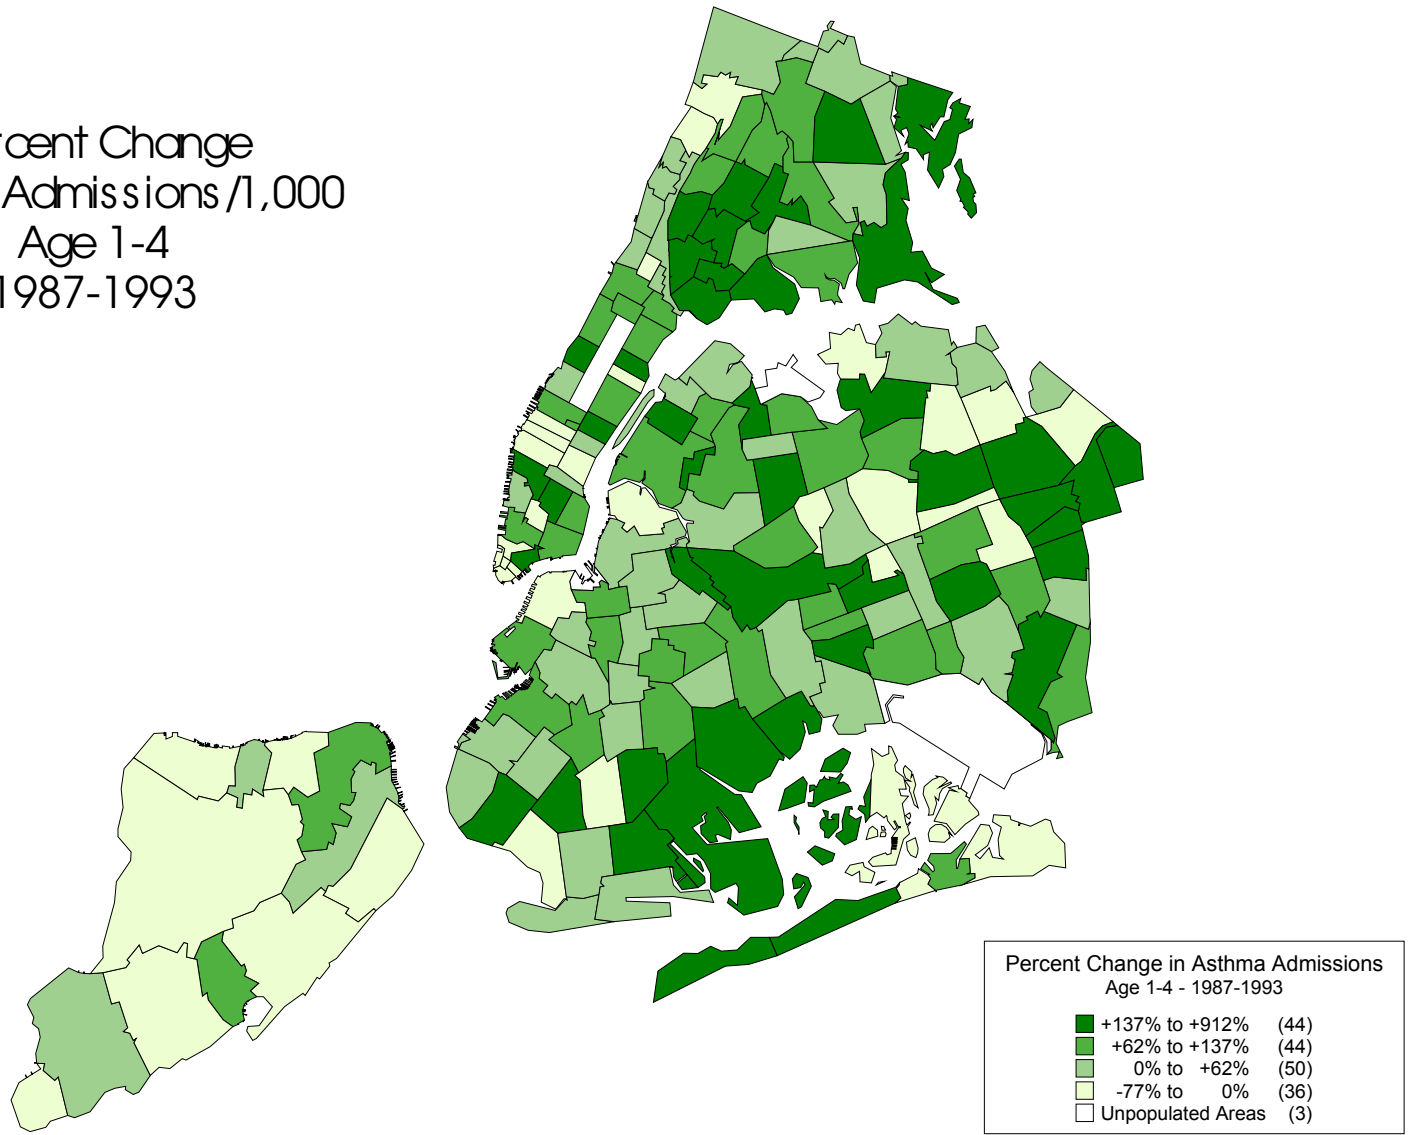 rcent Change
Admissions/1,000
Age 1-4
1987-1993
Percent Change in Asthma Admissions
Age 1-4 - 1987-1993
+137% to +912% (44)
+62% to +137% (44)
0% to +62% (50)
-77% to 0% (36)
Unpopulated Areas (3)